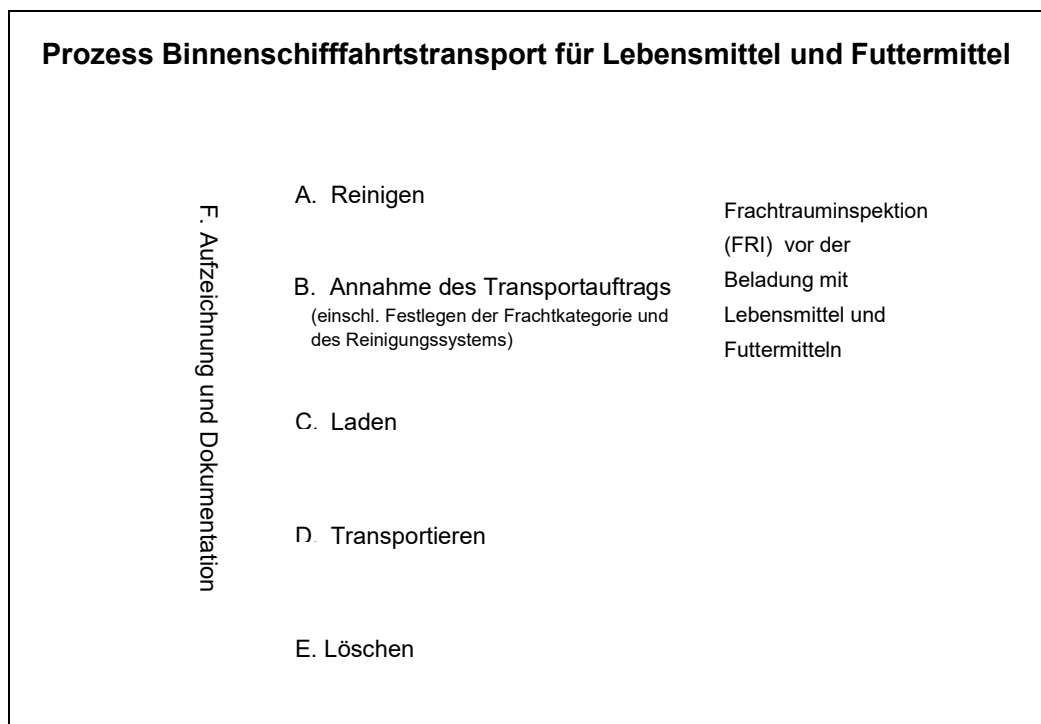 Prozess Binnenschifffahrtstransport für Lebensmittel und Futtermittel
F. Aufzeichnung und Dokumentation
A. Reinigen
B. Annahme des Transportauftrags
(einschl. Festlegen der Frachtkategorie und
des Reinigungssystems)
C. Laden
D. Transportieren
E. Löschen
Frachtrauminspektion
(FRI) vor der
Beladung mit
Lebensmittel und
Futtermitteln